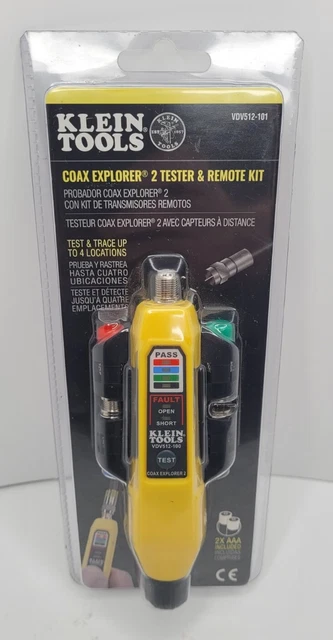 KLEIN
TOOLS
KLEIN
TOOLS
VDV512-101
COAX EXPLORER® 2 TESTER & REMOTE KIT
PROBADOR COAX EXPLORER® 2
CON KIT DE TRANSMISORES REMOTOS
TESTEUR COAX EXPLORER® 2 AVEC CAPTEURS À DISTANCE
TEST & TRACE UP
TO 4 LOCATIONS
PRUEBA Y RASTREA
HASTA CUATRO
UBICACIONES
TESTE ET DÉTECTE
JUSQU'À QUATRE
EMPLACEMENTS
PASS
FAULT
OPEN
SHORT
KLEIN
TOOLS
VDV512-100
TEST
COAX EXPLORER 2
2X AAA
INCLUDED
CE